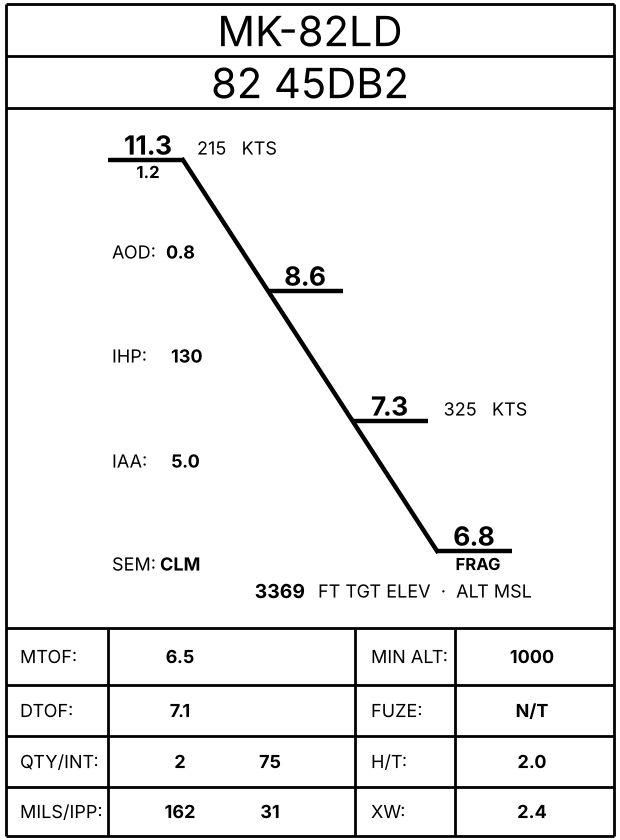 MK-82LD
82 45DB2
11.3 215 KTS
1.2
AOD: 0.8
8.6
IHP: 130
7.3 325 KTS
IAA: 5.0
6.8
SEM: CLM FRAG
3369 FT TGT ELEV · ALT MSL
MTOF: 6.5 MIN ALT: 1000
DTOF: 7.1 FUZE: N/T
QTY/INT: 2 75 H/T: 2.0
MILS/IPP: 162 31 XW: 2.4